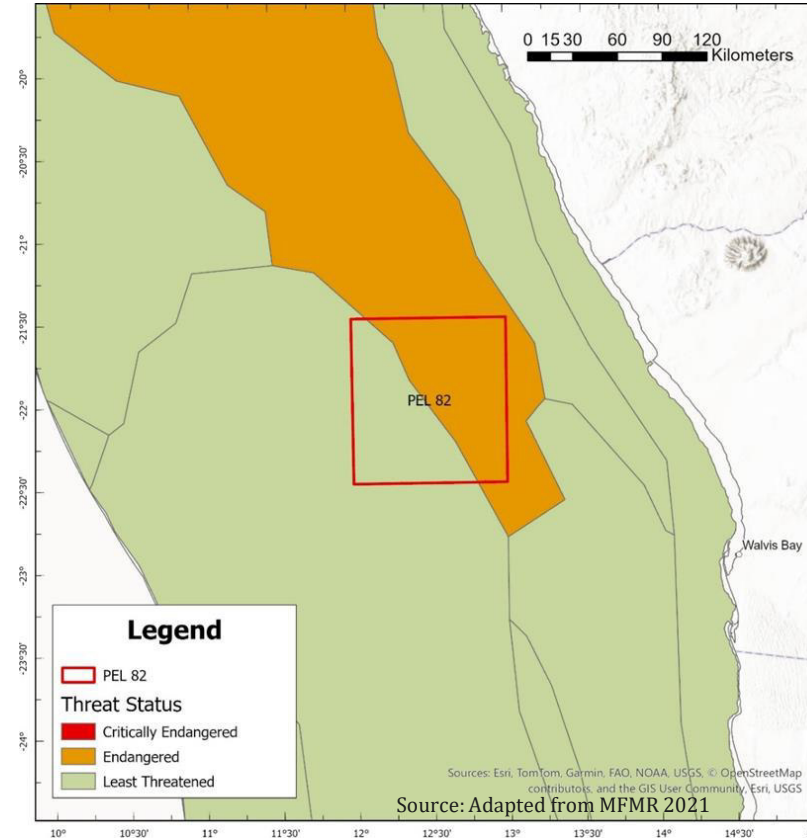 0 15 30 60 90 120
Kilometers
-20°
-20°30'
-21°
-21°30'
-22°
-22°30'
-23°
-23°30'
-24°
PEL 82
Walvis Bay
Legend
PEL 82
Threat Status
Critically Endangered
Endangered
Least Threatened
Sources: Esri, TomTom, Garmin, FAO, NOAA, USGS, © OpenStreetMap
contributors, and the GIS User Community, Esri, USGS
Source: Adapted from MFMR 2021
10° 10°30' 11° 11°30' 12° 12°30' 13° 13°30' 14° 14°30'